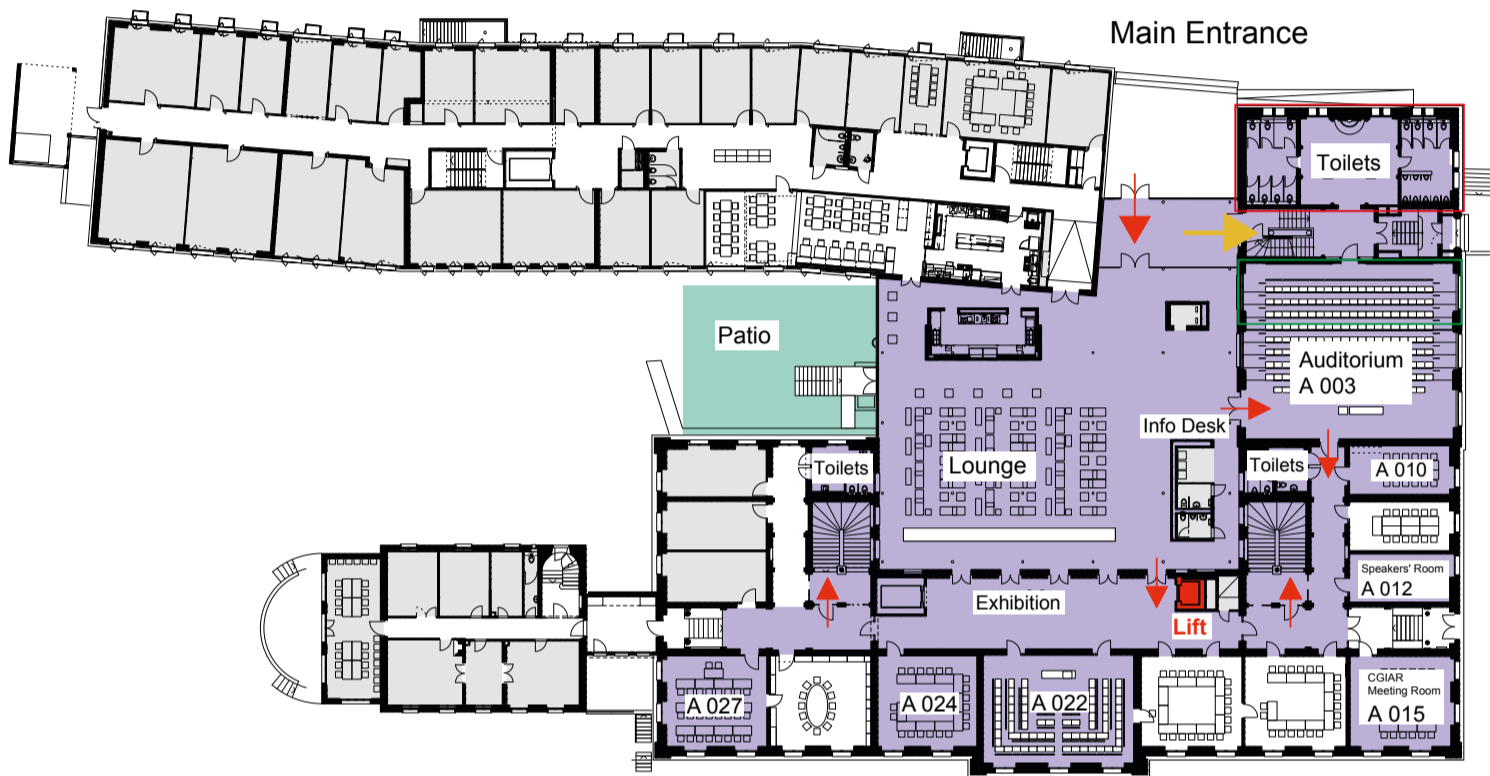 Main Entrance
Toilets
Patio
Auditorium
A 003
Info Desk
Toilets
Lounge
Toilets
A 010
Speakers' Room
A 012
Exhibition
Lift
A 027
A 024
A 022
CGIAR
Meeting Room
A 015